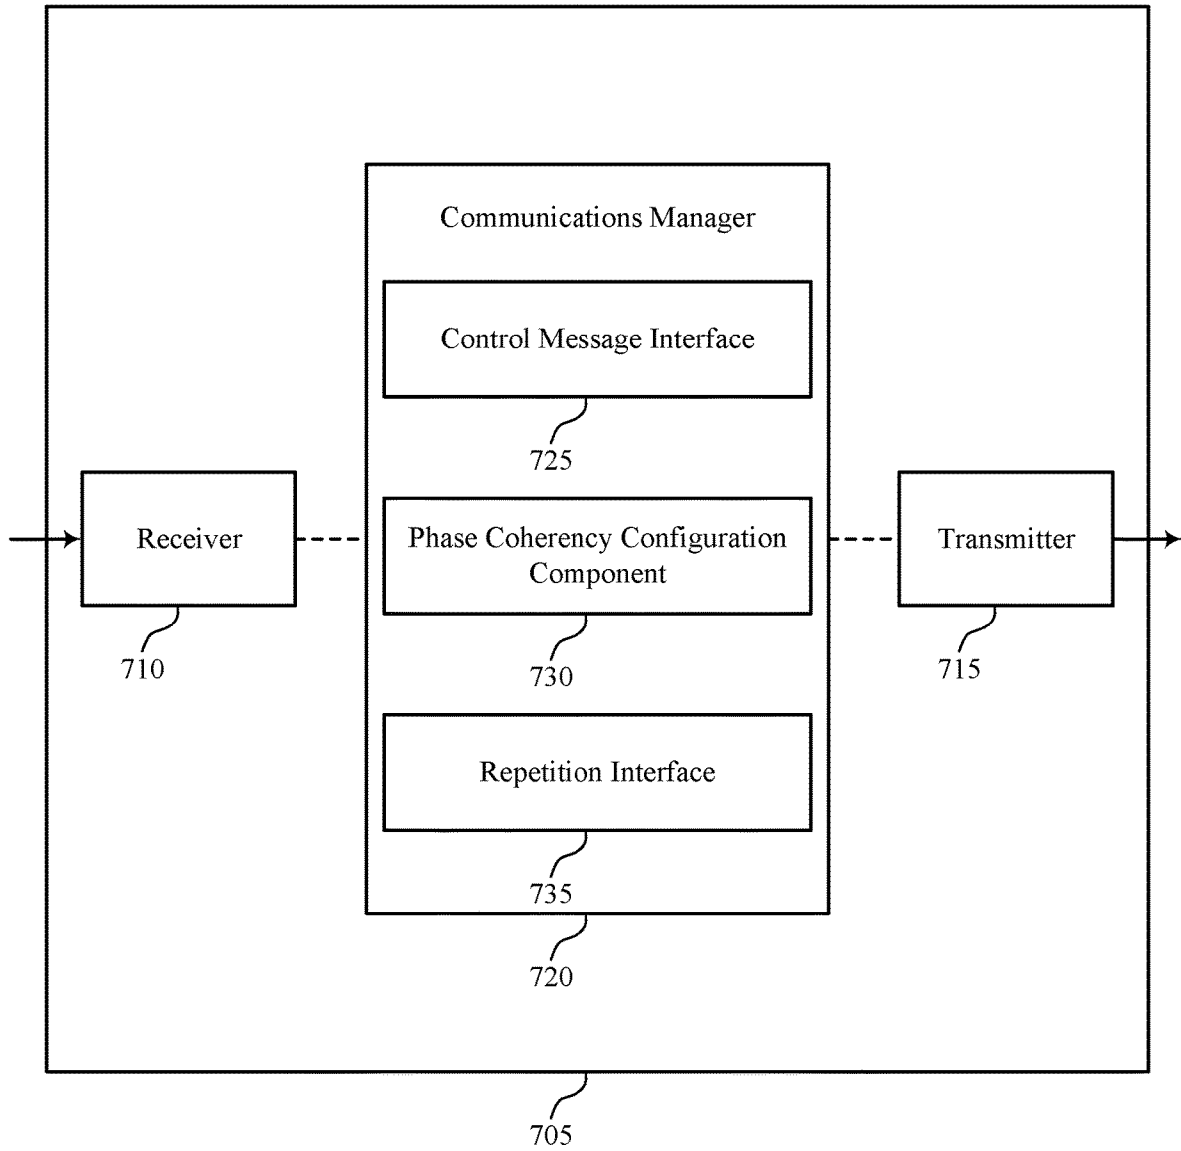 Communications Manager
Control Message Interface
725
Receiver
710
Phase Coherency Configuration
Component
730
Transmitter
715
Repetition Interface
735
720
705